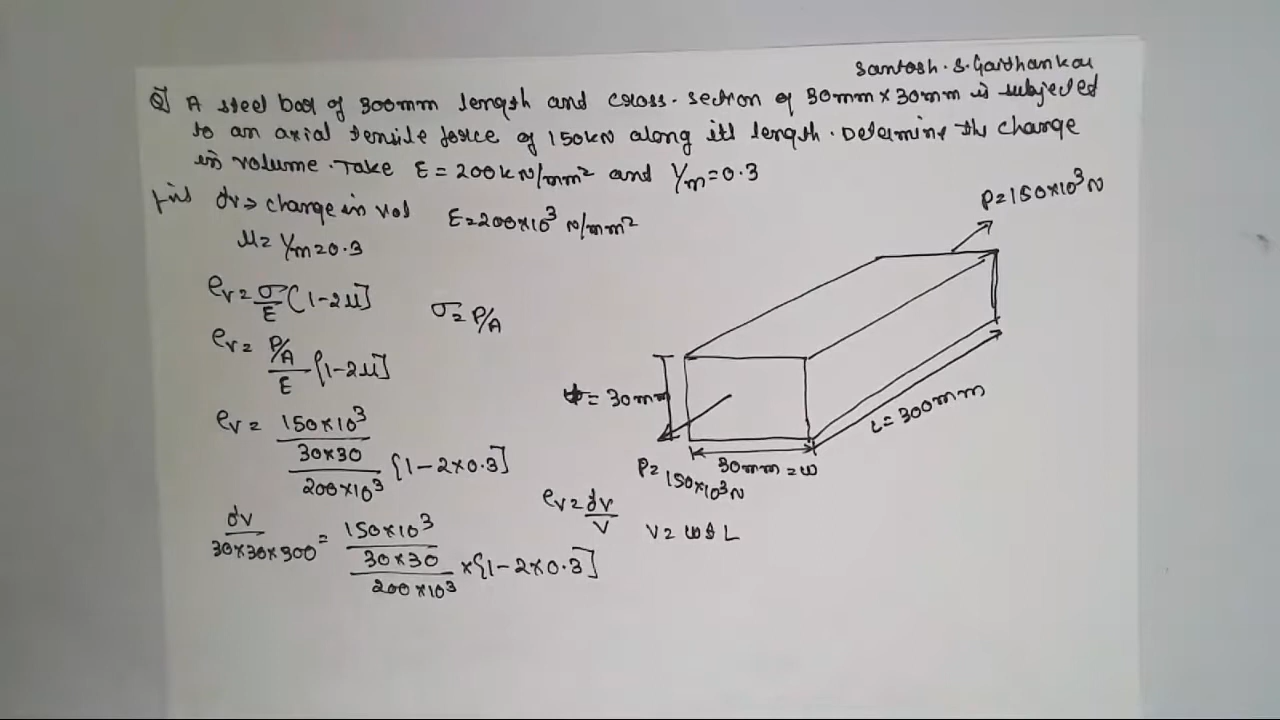 Santosh. S. Garthankar
Q] A steel bar of 300mm length and cross-section of 30mm×30mm is subjected
to an axial tensile force of 150kN along its length. Determine the change
in volume. Take E = 200kN/mm² and 1/m = 0.3
dv => change in vol E=200×10³ N/mm²
μ = 1/m = 0.3
P=150×10³N
ev = σ/E (1-2μ]
σ = P/A
ev = P/A / E [1-2μ]
t = 30mm
L=300mm
ev = 150×10³ / 30×30 / 200×10³ [1-2×0.3]
30mm = w
P= 150×10³N
ev = dv/V
V= wtL
dv / 30×30×300 = 150×10³ / 30×30 / 200×10³ ×[1-2×0.3]